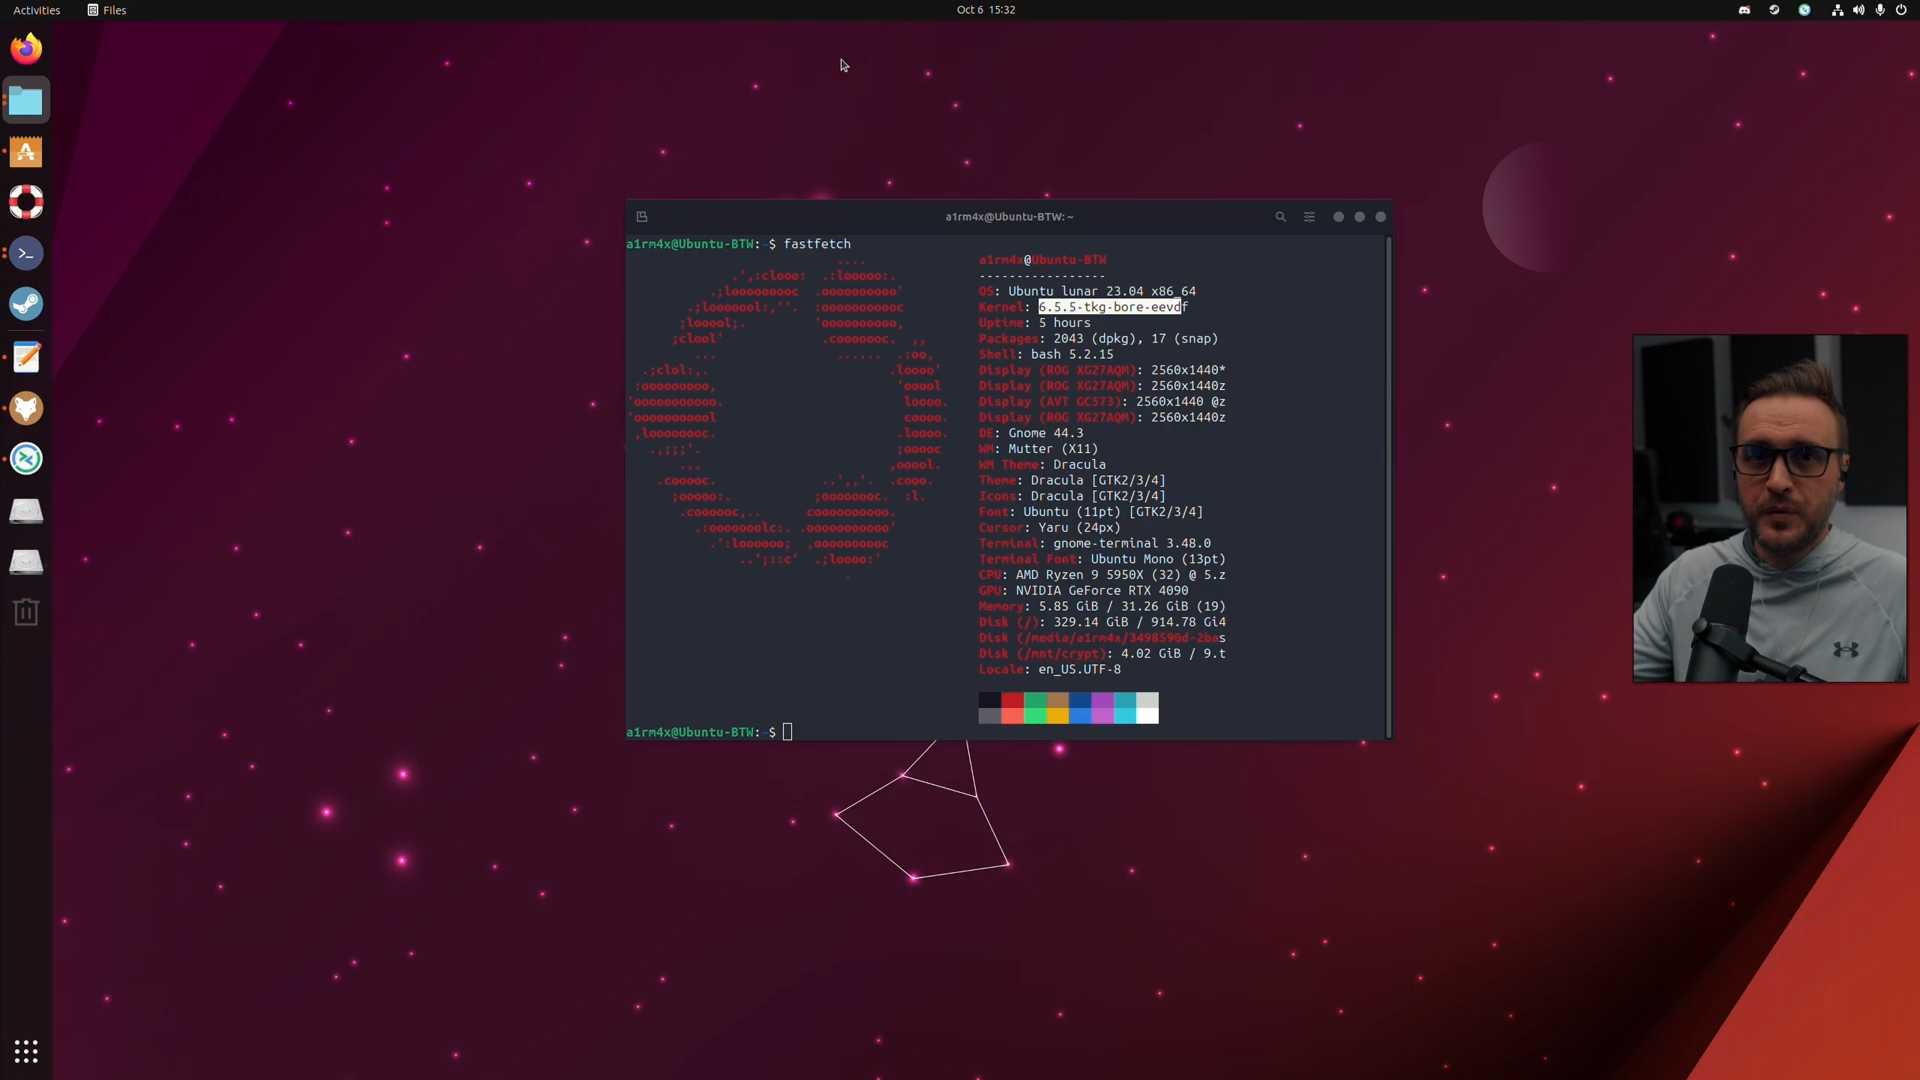 Activities Files Oct 6 15:32
a1rm4x@Ubuntu-BTW: ~
a1rm4x@Ubuntu-BTW:~$ fastfetch
a1rm4x@Ubuntu-BTW
-----------------
OS: Ubuntu lunar 23.04 x86_64
Kernel: 6.5.5-tkg-bore-eevdf
Uptime: 5 hours
Packages: 2043 (dpkg), 17 (snap)
Shell: bash 5.2.15
Display (ROG XG27AQM): 2560x1440*
Display (ROG XG27AQM): 2560x1440z
Display (AVT GC573): 2560x1440 @z
Display (ROG XG27AQM): 2560x1440z
DE: Gnome 44.3
WM: Mutter (X11)
WM Theme: Dracula
Theme: Dracula [GTK2/3/4]
Icons: Dracula [GTK2/3/4]
Font: Ubuntu (11pt) [GTK2/3/4]
Cursor: Yaru (24px)
Terminal: gnome-terminal 3.48.0
Terminal Font: Ubuntu Mono (13pt)
CPU: AMD Ryzen 9 5950X (32) @ 5.z
GPU: NVIDIA GeForce RTX 4090
Memory: 5.85 GiB / 31.26 GiB (19)
Disk (/): 329.14 GiB / 914.78 Gi4
Disk (/media/a1rm4x/3498590d-2bas
Disk (/mnt/crypt): 4.02 GiB / 9.t
Locale: en_US.UTF-8
a1rm4x@Ubuntu-BTW:~$